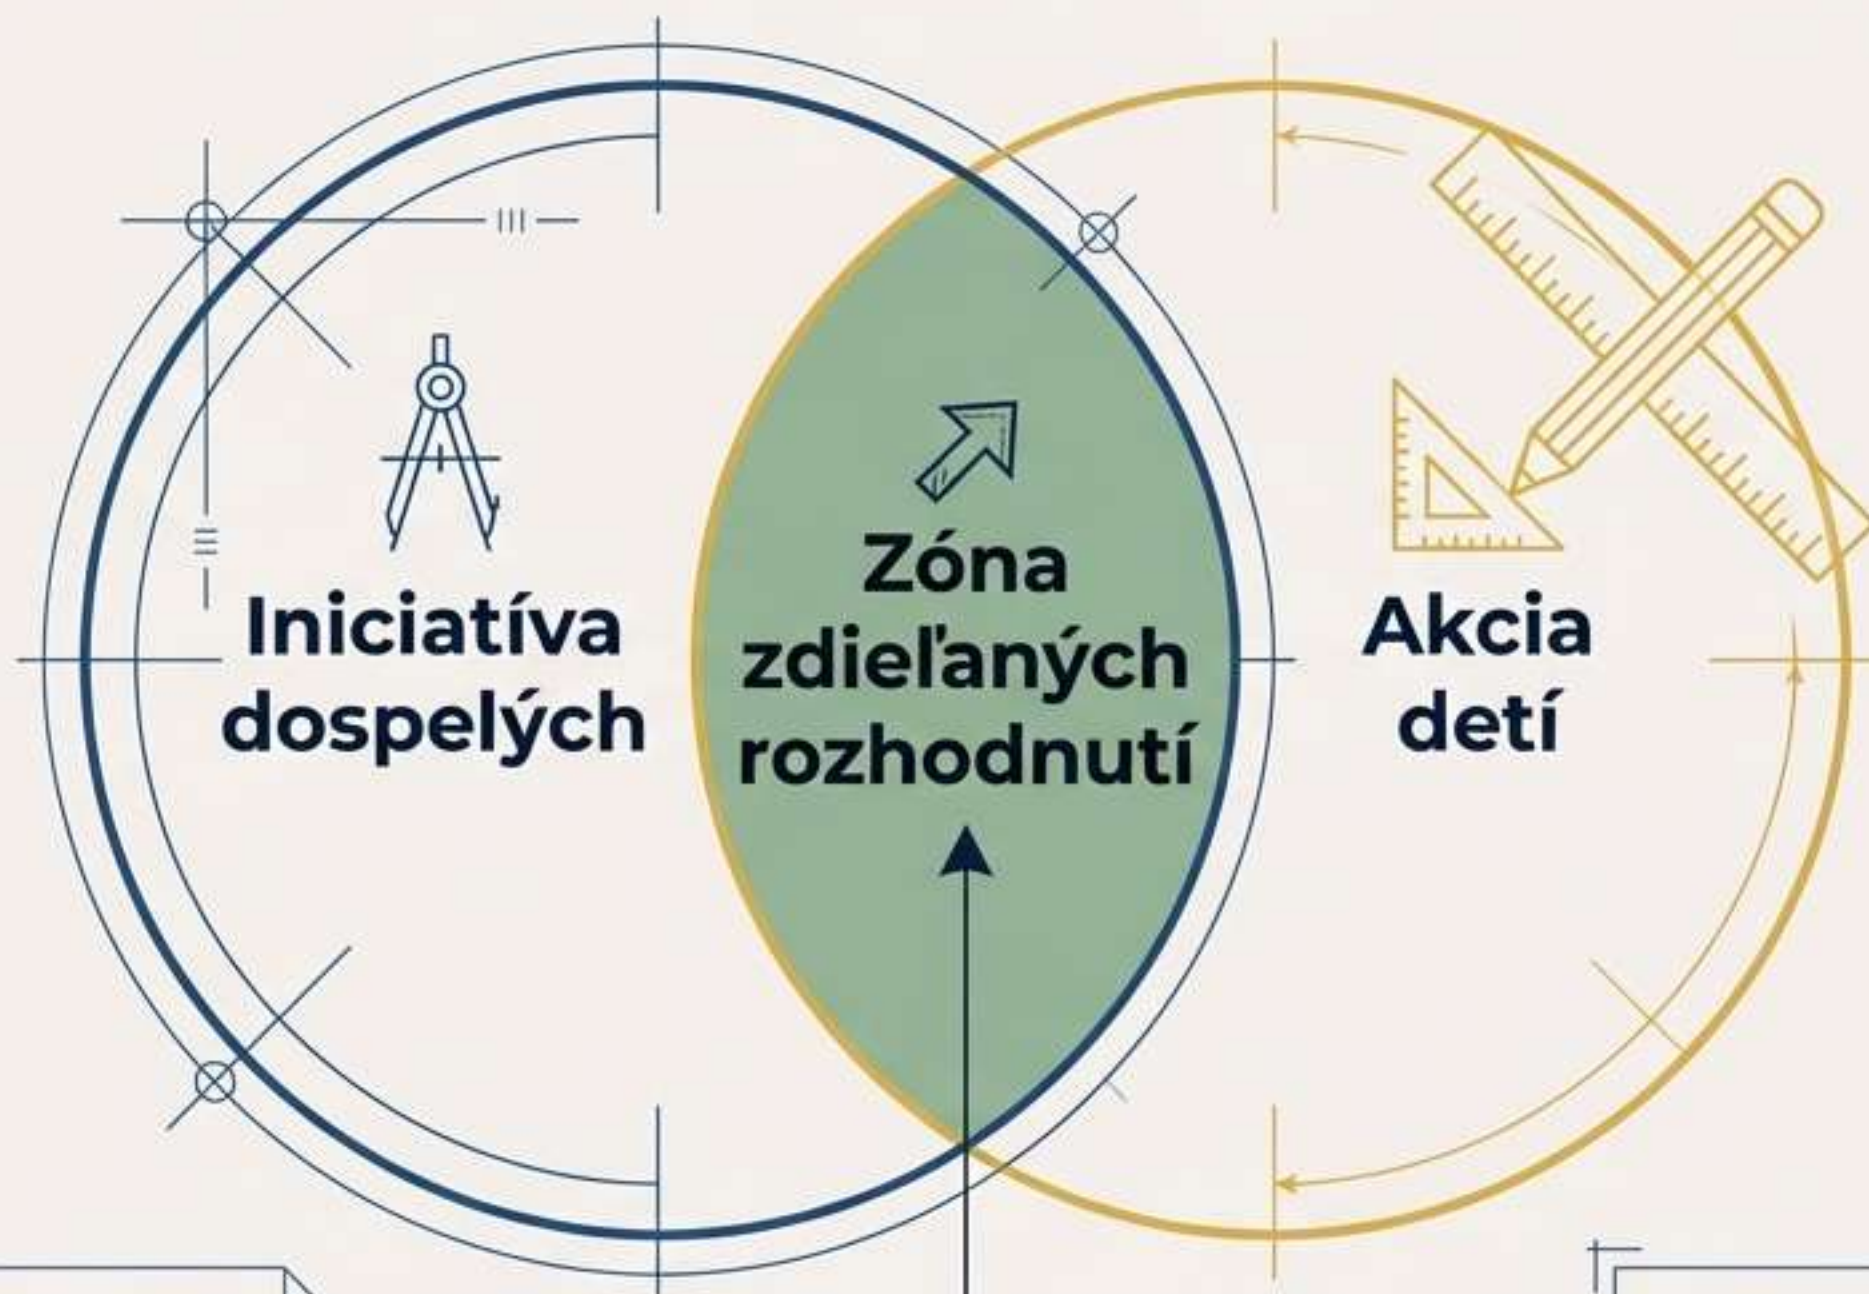 Iniciatíva
dospelých
Zóna
zdieľaných
rozhodnutí
Akcia
detí